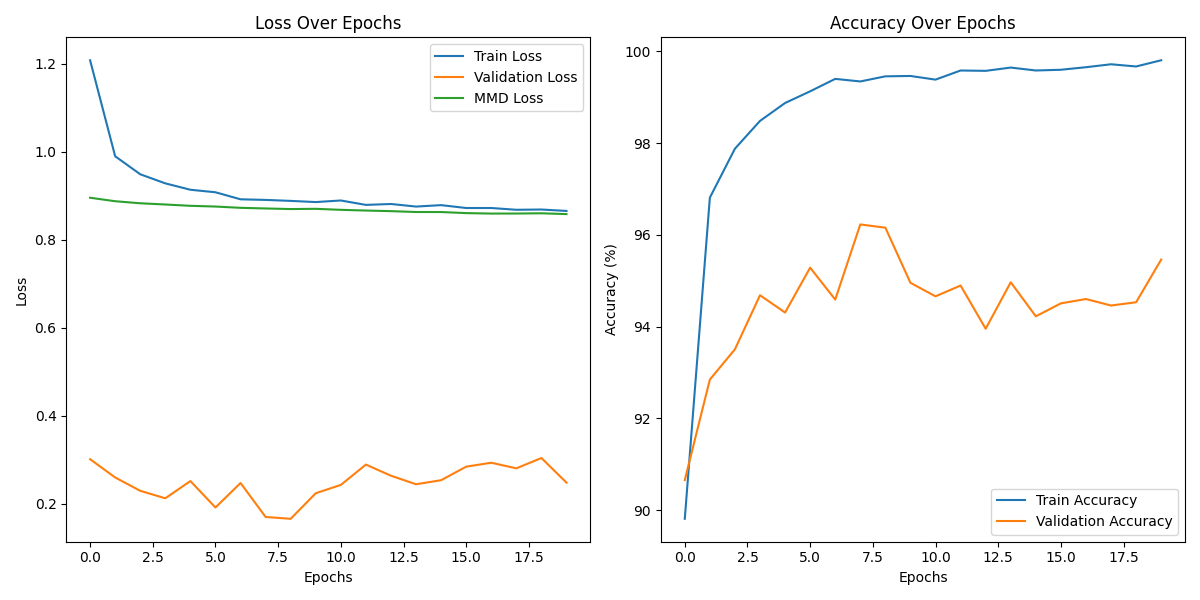 Loss Over Epochs
Train Loss
Validation Loss
MMD Loss
1.2
1.0
0.8
0.6
0.4
0.2
Loss
0.0 2.5 5.0 7.5 10.0 12.5 15.0 17.5
Epochs
Accuracy Over Epochs
100
98
96
94
92
90
Accuracy (%)
Train Accuracy
Validation Accuracy
0.0 2.5 5.0 7.5 10.0 12.5 15.0 17.5
Epochs